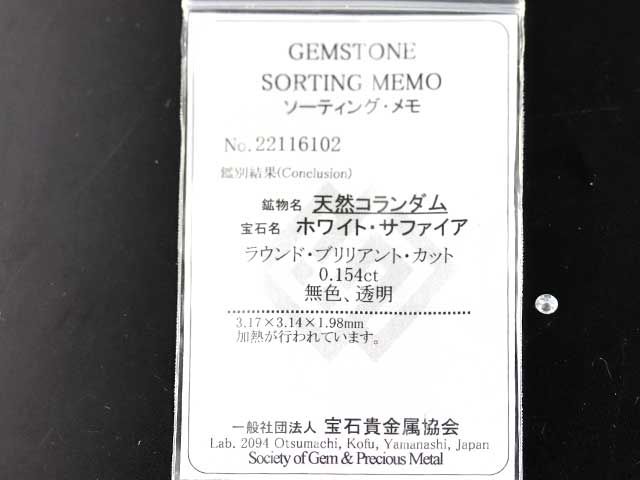 GEMSTONE
SORTING MEMO
ソーティング・メモ
No.22116102
鑑別結果(Conclusion)
鉱物名 天然コランダム
宝石名 ホワイト・サファイア
ラウンド・ブリリアント・カット
0.154ct
無色、透明
3.17×3.14×1.98mm
加熱が行われています。
一般社団法人 宝石貴金属協会
Lab. 2094 Otsumachi, Kofu, Yamanashi, Japan
Society of Gem & Precious Metal